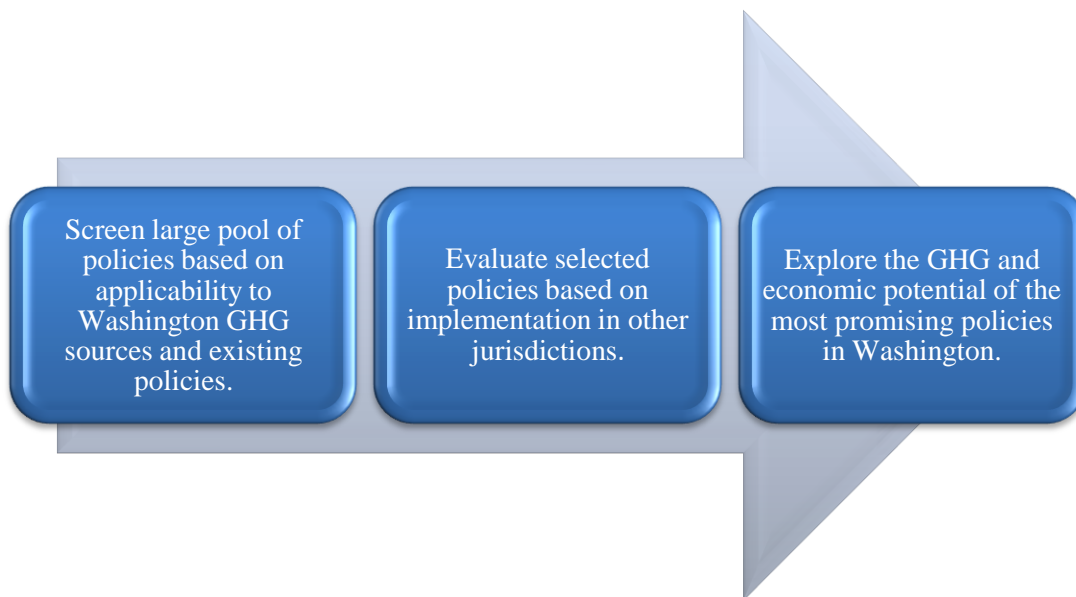 Screen large pool of
policies based on
applicability to
Washington GHG
sources and existing
policies.
Evaluate selected
policies based on
implementation in other
jurisdictions.
Explore the GHG and
economic potential of the
most promising policies
in Washington.